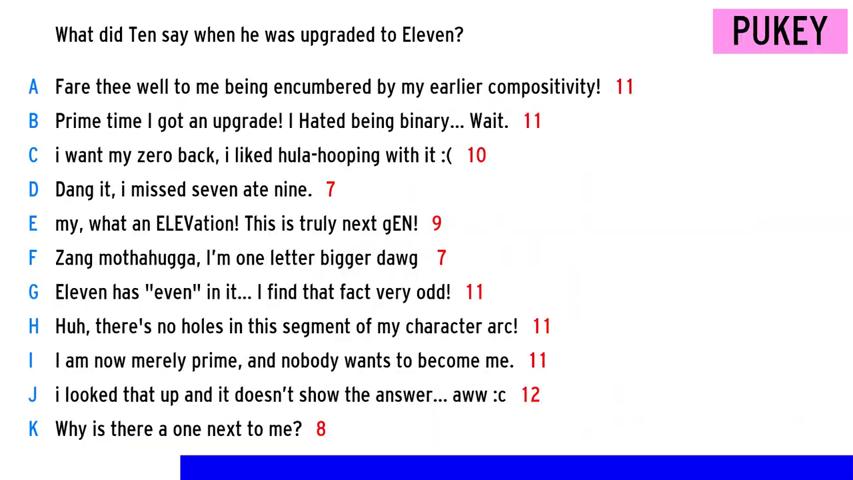 What did Ten say when he was upgraded to Eleven?
PUKEY
A Fare thee well to me being encumbered by my earlier compositivity! 11
B Prime time I got an upgrade! I Hated being binary... Wait. 11
C i want my zero back, i liked hula-hooping with it :( 10
D Dang it, i missed seven ate nine. 7
E my, what an ELEVation! This is truly next gEN! 9
F Zang mothahugga, I'm one letter bigger dawg 7
G Eleven has "even" in it... I find that fact very odd! 11
H Huh, there's no holes in this segment of my character arc! 11
I I am now merely prime, and nobody wants to become me. 11
J i looked that up and it doesn't show the answer... aww :c 12
K Why is there a one next to me? 8